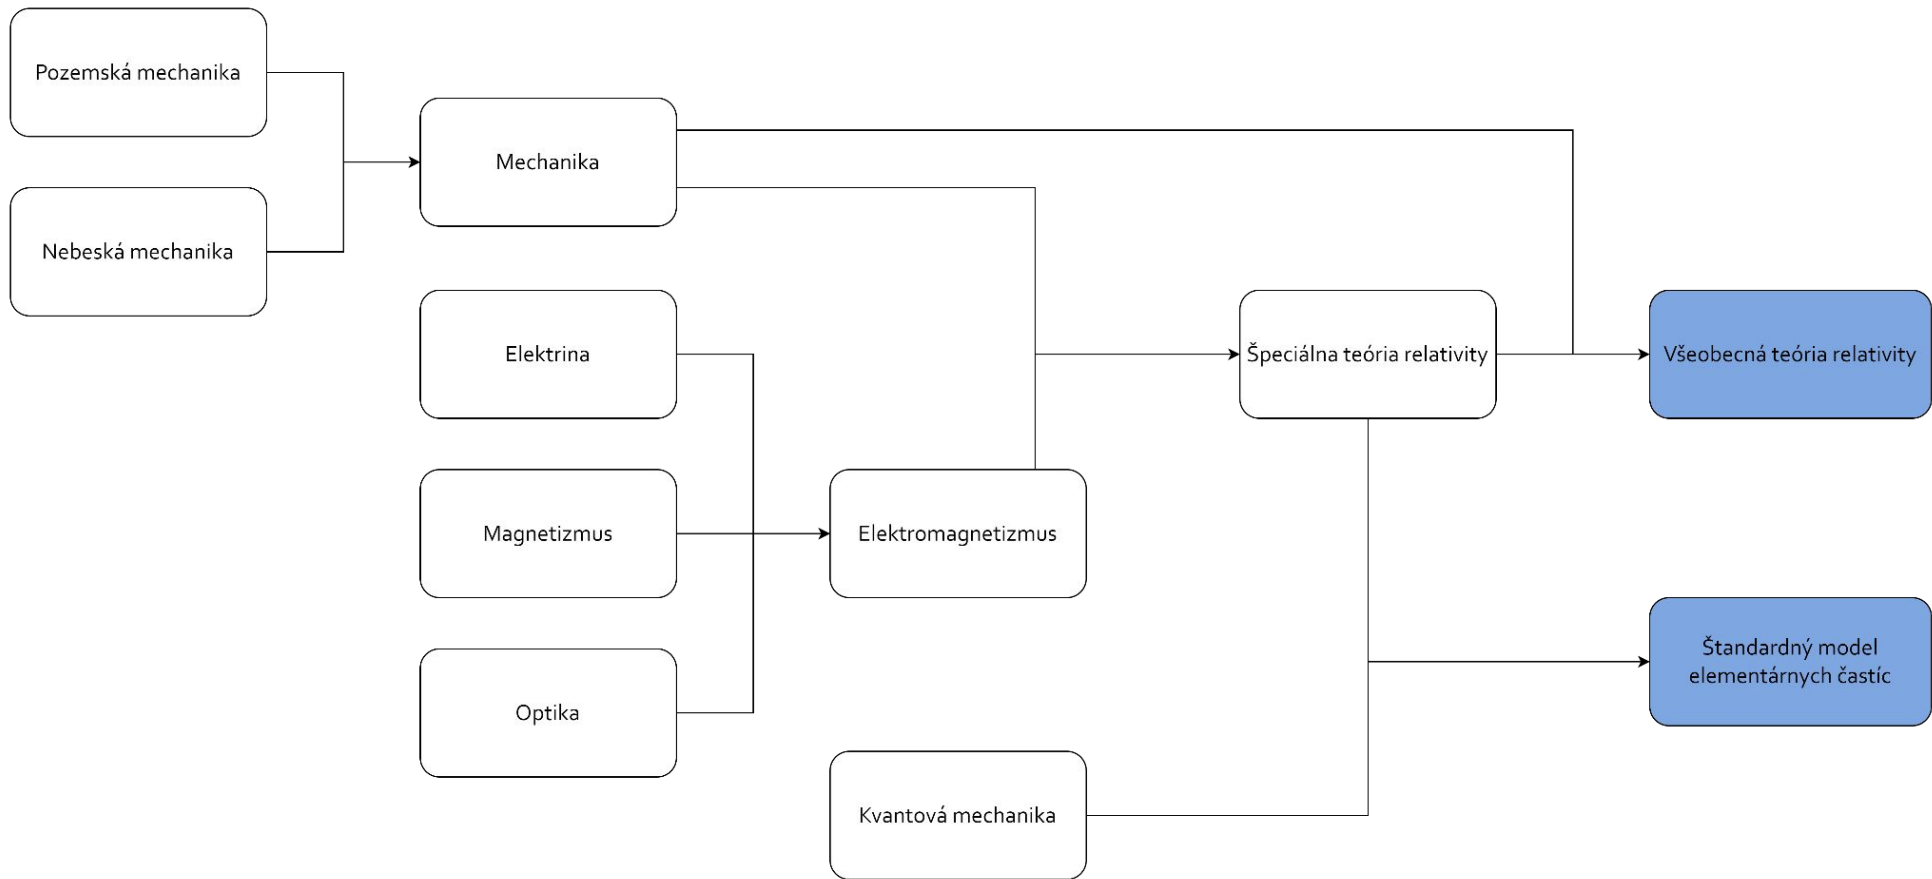 Pozemská mechanika
Nebeská mechanika
Mechanika
Elektrina
Magnetizmus
Optika
Elektromagnetizmus
Kvantová mechanika
Špeciálna teória relativity
Všeobecná teória relativity
Štandardný model
elementárnych častíc